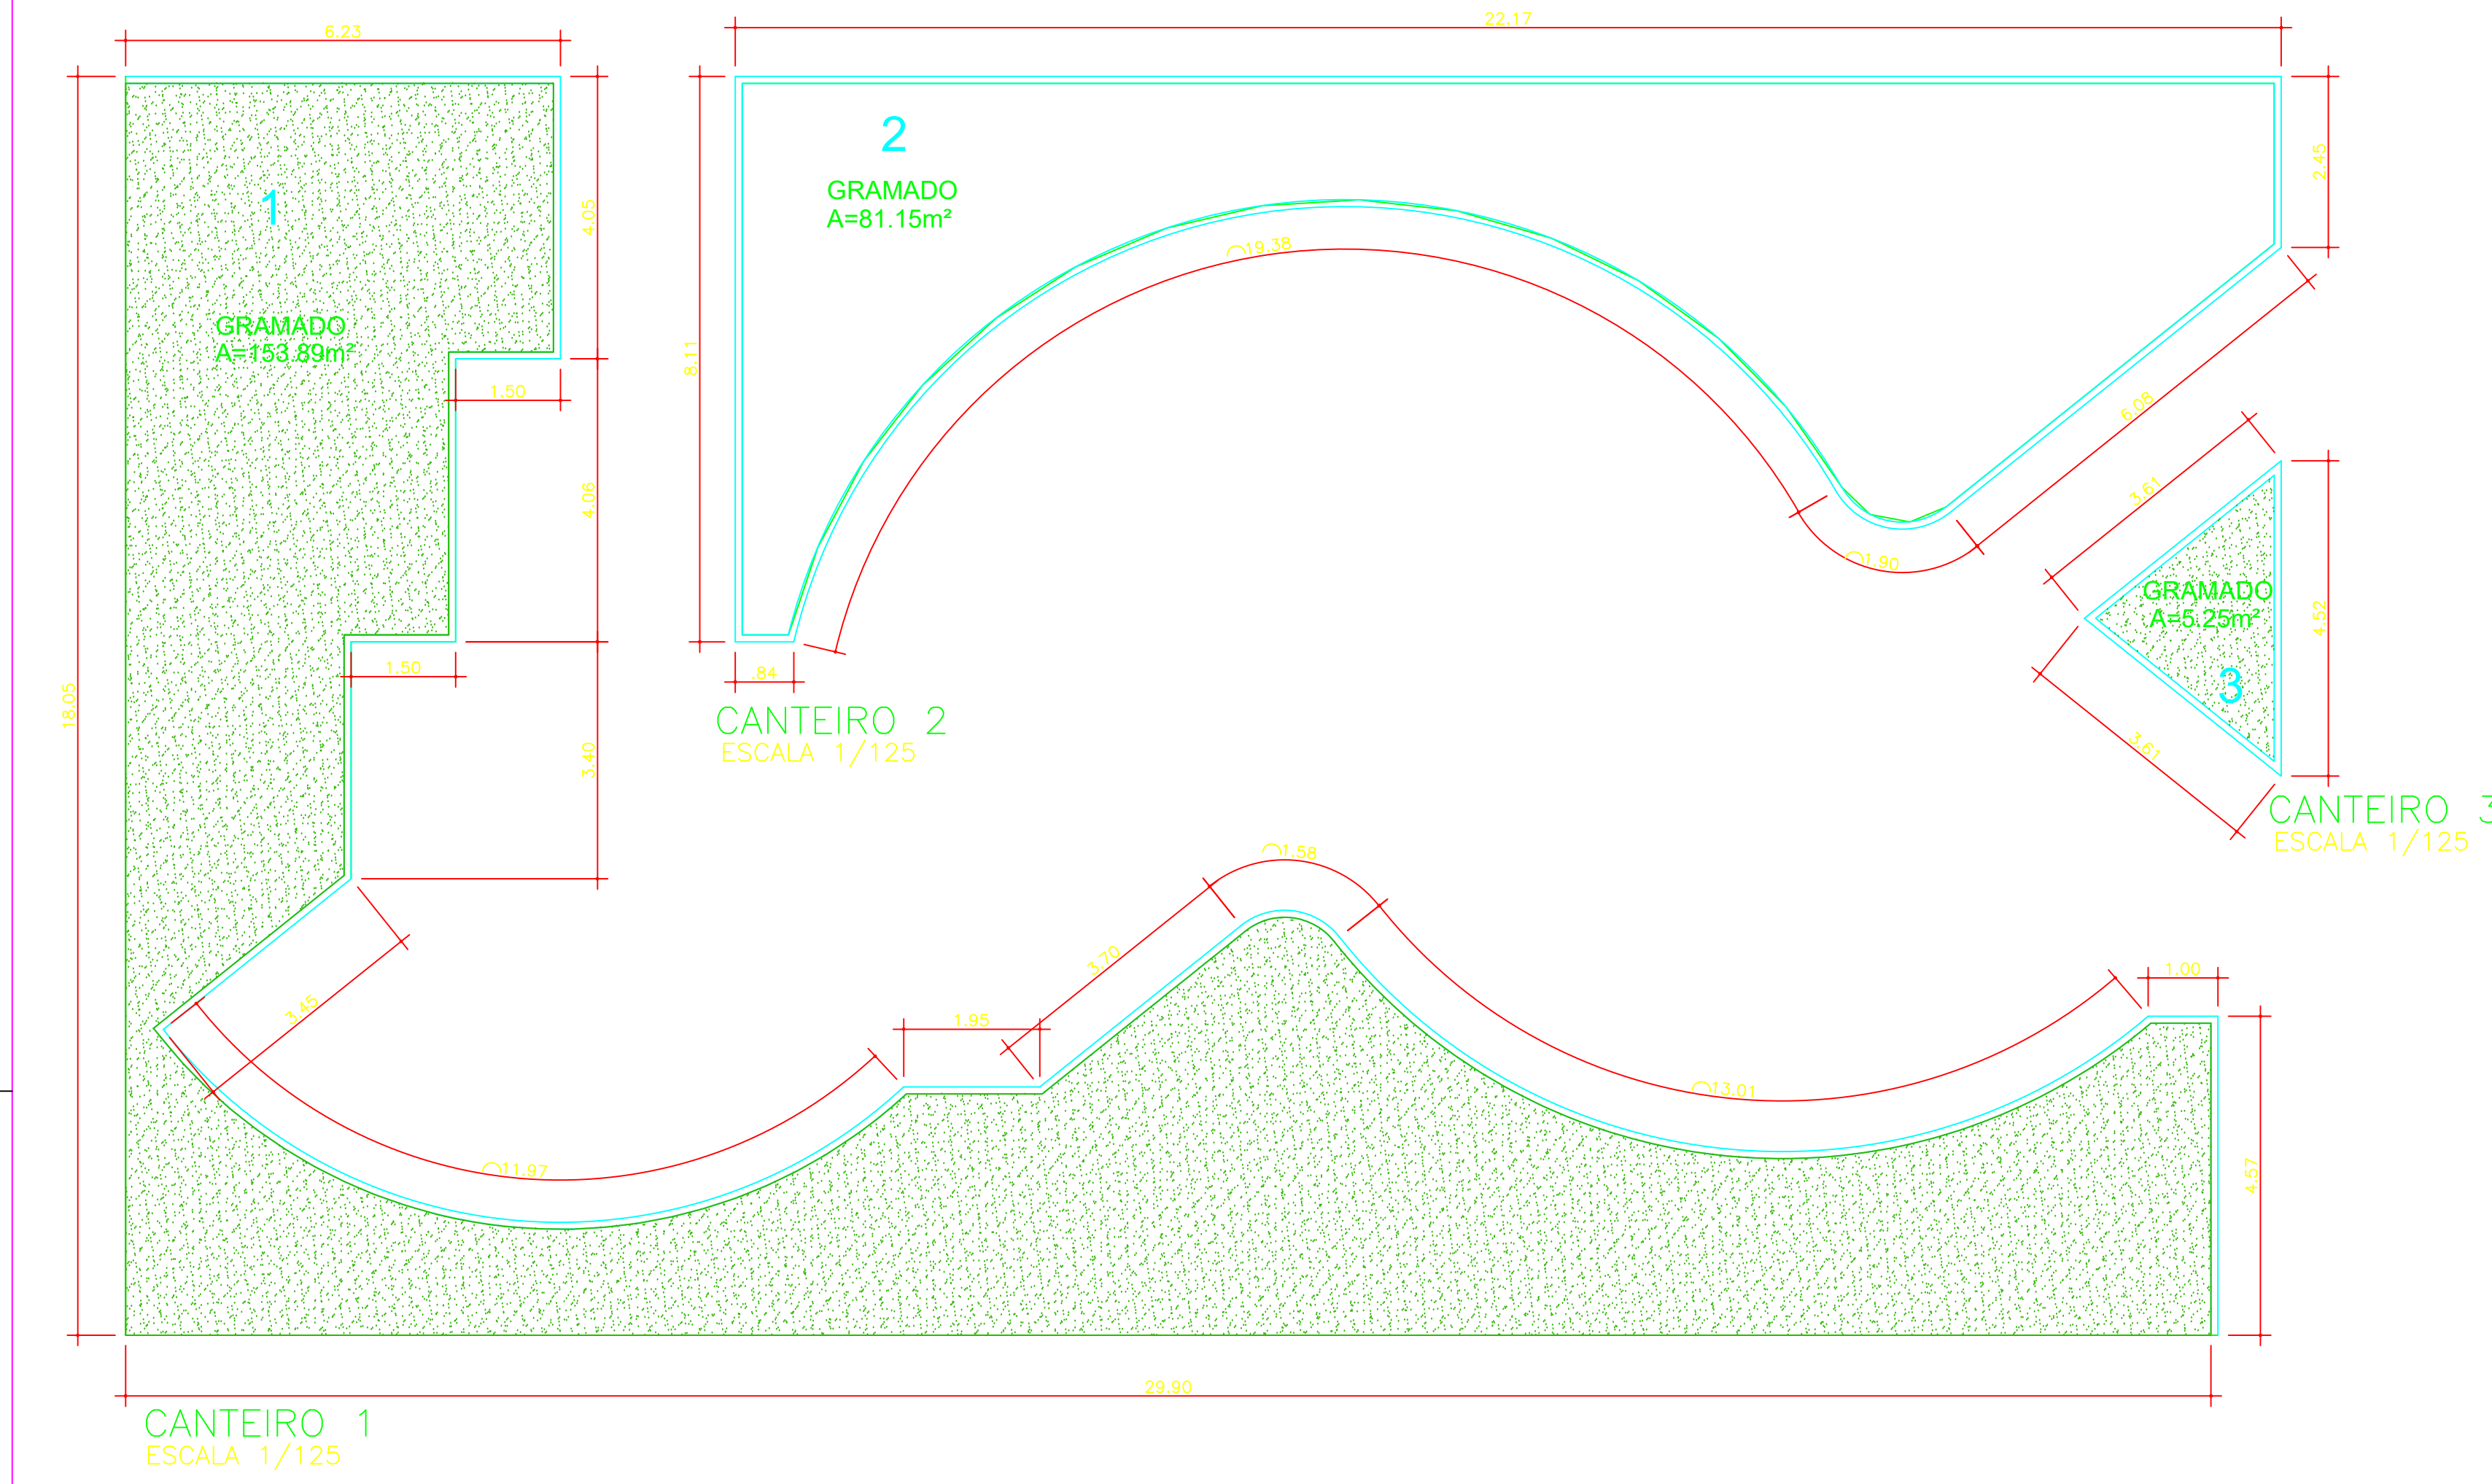 6.23
22.17
1
GRAMADO
A=153.89m²
4.05
1.50
4.06
1.50
3.40
18.05
3.45
11.97
1.95
3.70
1.58
13.01
1.00
4.57
29.90
CANTEIRO 1
ESCALA 1/125
2
GRAMADO
A=81.15m²
8.11
.84
19.38
1.90
6.08
2.45
CANTEIRO 2
ESCALA 1/125
3.61
GRAMADO
A=5.25m²
3
4.52
3.61
CANTEIRO 3
ESCALA 1/125